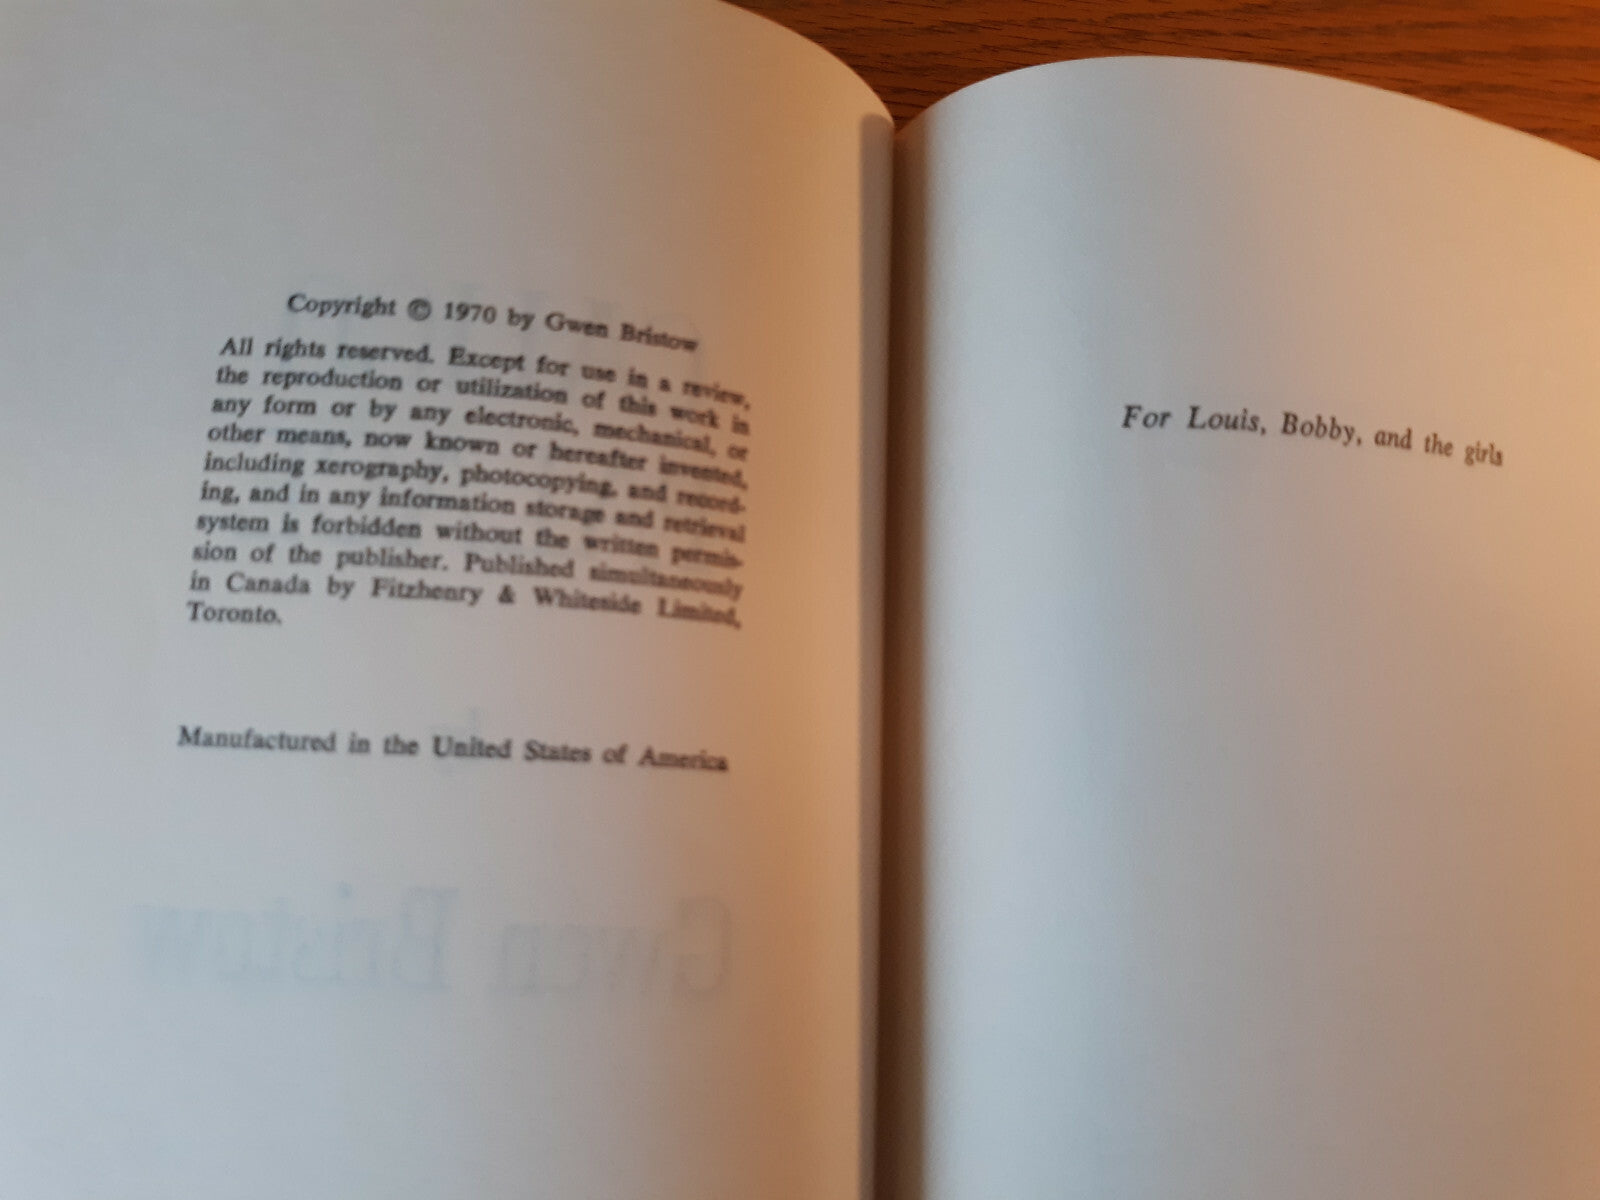 Copyright © 1970 by Gwen Bristow
All rights reserved. Except for use in a review,
the reproduction or utilization of this work in
any form or by any electronic, mechanical, or
other means, now known or hereafter invented,
including xerography, photocopying, and record-
ing, and in any information storage and retrieval
system is forbidden without the written permis-
sion of the publisher. Published simultaneously
in Canada by Fitzhenry & Whiteside Limited,
Toronto.
Manufactured in the United States of America
Gwen Bristow
For Louis, Bobby, and the girls